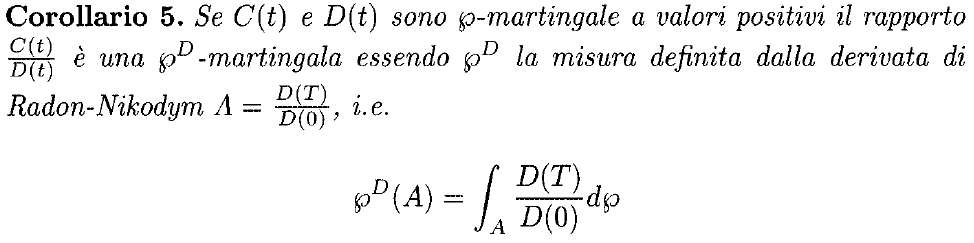 Corollario 5. Se C(t) e D(t) sono ℘-martingale a valori positivi il rapporto
C(t)/D(t) è una ℘^D-martingala essendo ℘^D la misura definita dalla derivata di
Radon-Nikodym Λ = D(T)/D(0), i.e.
℘^D(A) = ∫_A D(T)/D(0) d℘